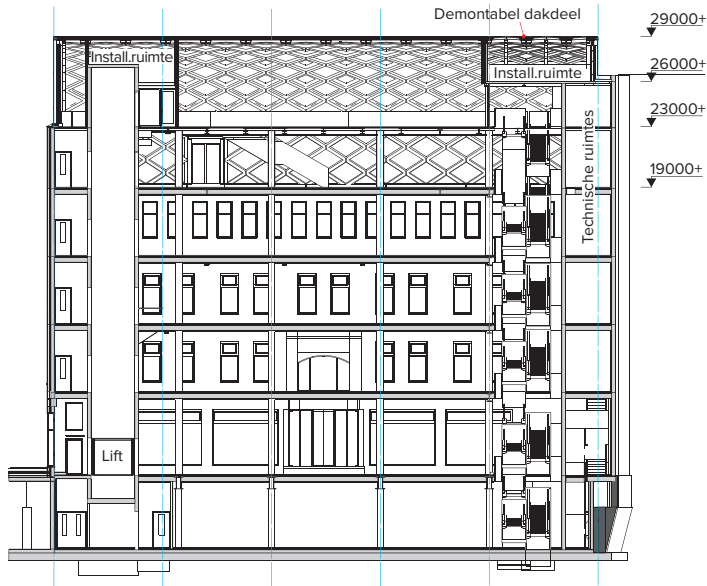 Demontabel dakdeel
29000+
Install.ruimte
Install.ruimte
26000+
23000+
Technische ruimtes
19000+
Lift